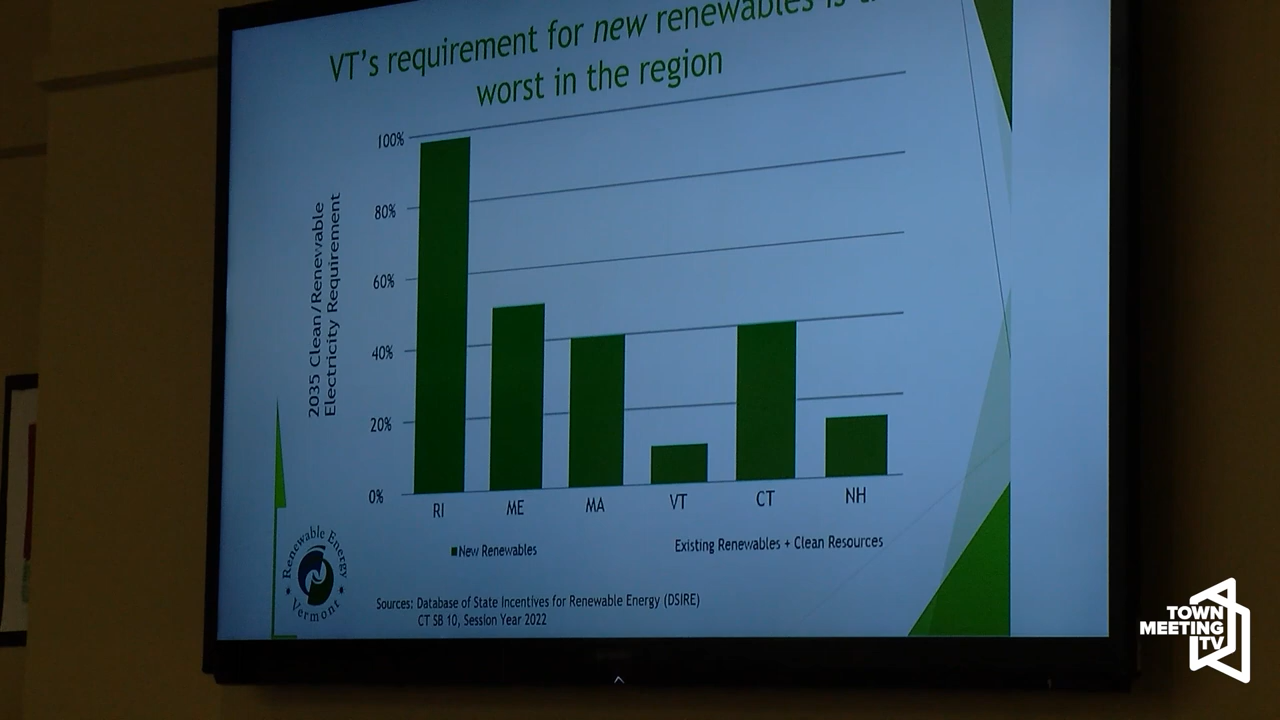 VT's requirement for new renewables is
worst in the region
100%
80%
60%
40%
20%
0%
2035 Clean/Renewable
Electricity Requirement
RI ME MA VT CT NH
New Renewables Existing Renewables + Clean Resources
Renewable Energy
Vermont
Sources: Database of State Incentives for Renewable Energy (DSIRE)
CT SB 10, Session Year 2022
TOWN
MEETING
TV